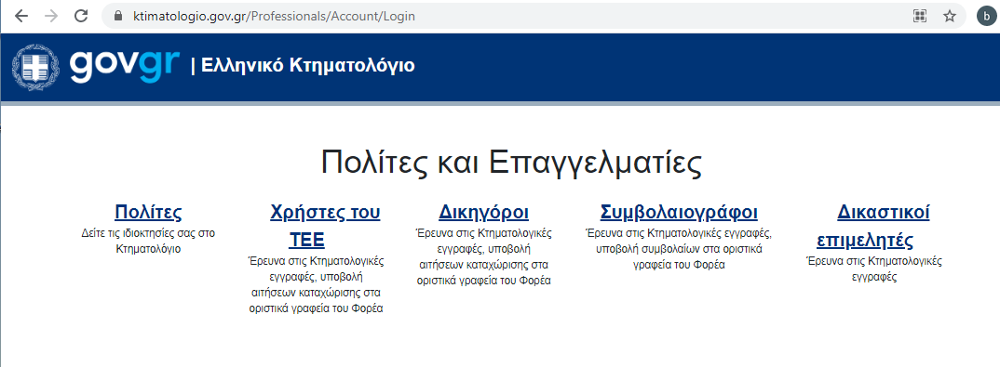 ktimatologio.gov.gr/Professionals/Account/Login
b
govgr | Ελληνικό Κτηματολόγιο
Πολίτες και Επαγγελματίες
Πολίτες
Δείτε τις ιδιοκτησίες σας στο
Κτηματολόγιο
Χρήστες του
ΤΕΕ
Έρευνα στις Κτηματολογικές
εγγραφές, υποβολή
αιτήσεων καταχώρισης στα
οριστικά γραφεία του Φορέα
Δικηγόροι
Έρευνα στις Κτηματολογικές
εγγραφές, υποβολή
αιτήσεων καταχώρισης στα
οριστικά γραφεία του Φορέα
Συμβολαιογράφοι
Έρευνα στις Κτηματολογικές εγγραφές,
υποβολή συμβολαίων στα οριστικά
γραφεία του Φορέα
Δικαστικοί
επιμελητές
Έρευνα στις Κτηματολογικές
εγγραφές